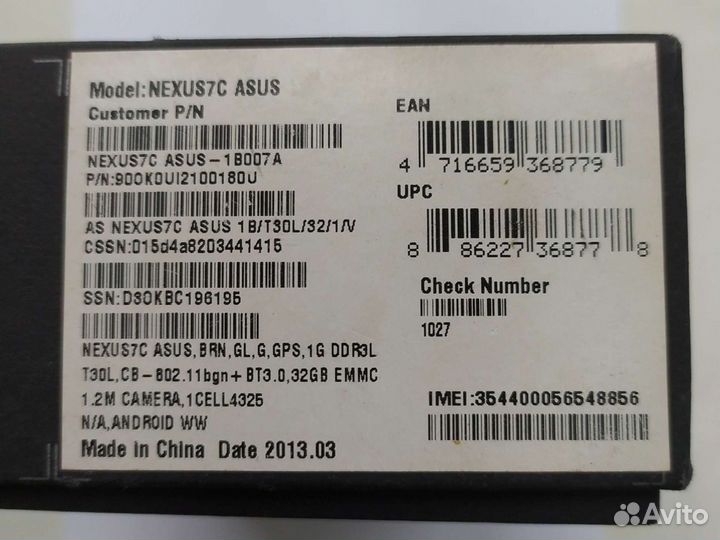 Model:NEXUS7C ASUS
Customer P/N
NEXUS7C ASUS-1B007A
P/N:90OK0UI2100180U
AS NEXUS7C ASUS 1B/T30L/32/1/V
CSSN:015d4a8203441415
SSN:D3OKBC196195
NEXUS7C ASUS,BRN,GL,G,GPS,1G DDR3L
T30L,CB-802.11bgn+BT3.0,32GB EMMC
1.2M CAMERA,1CELL4325
N/A,ANDROID WW
Made in China Date 2013.03
EAN
4 716659 368779
UPC
8 86227 36877 8
Check Number
1027
IMEI:354400056548856
Avito